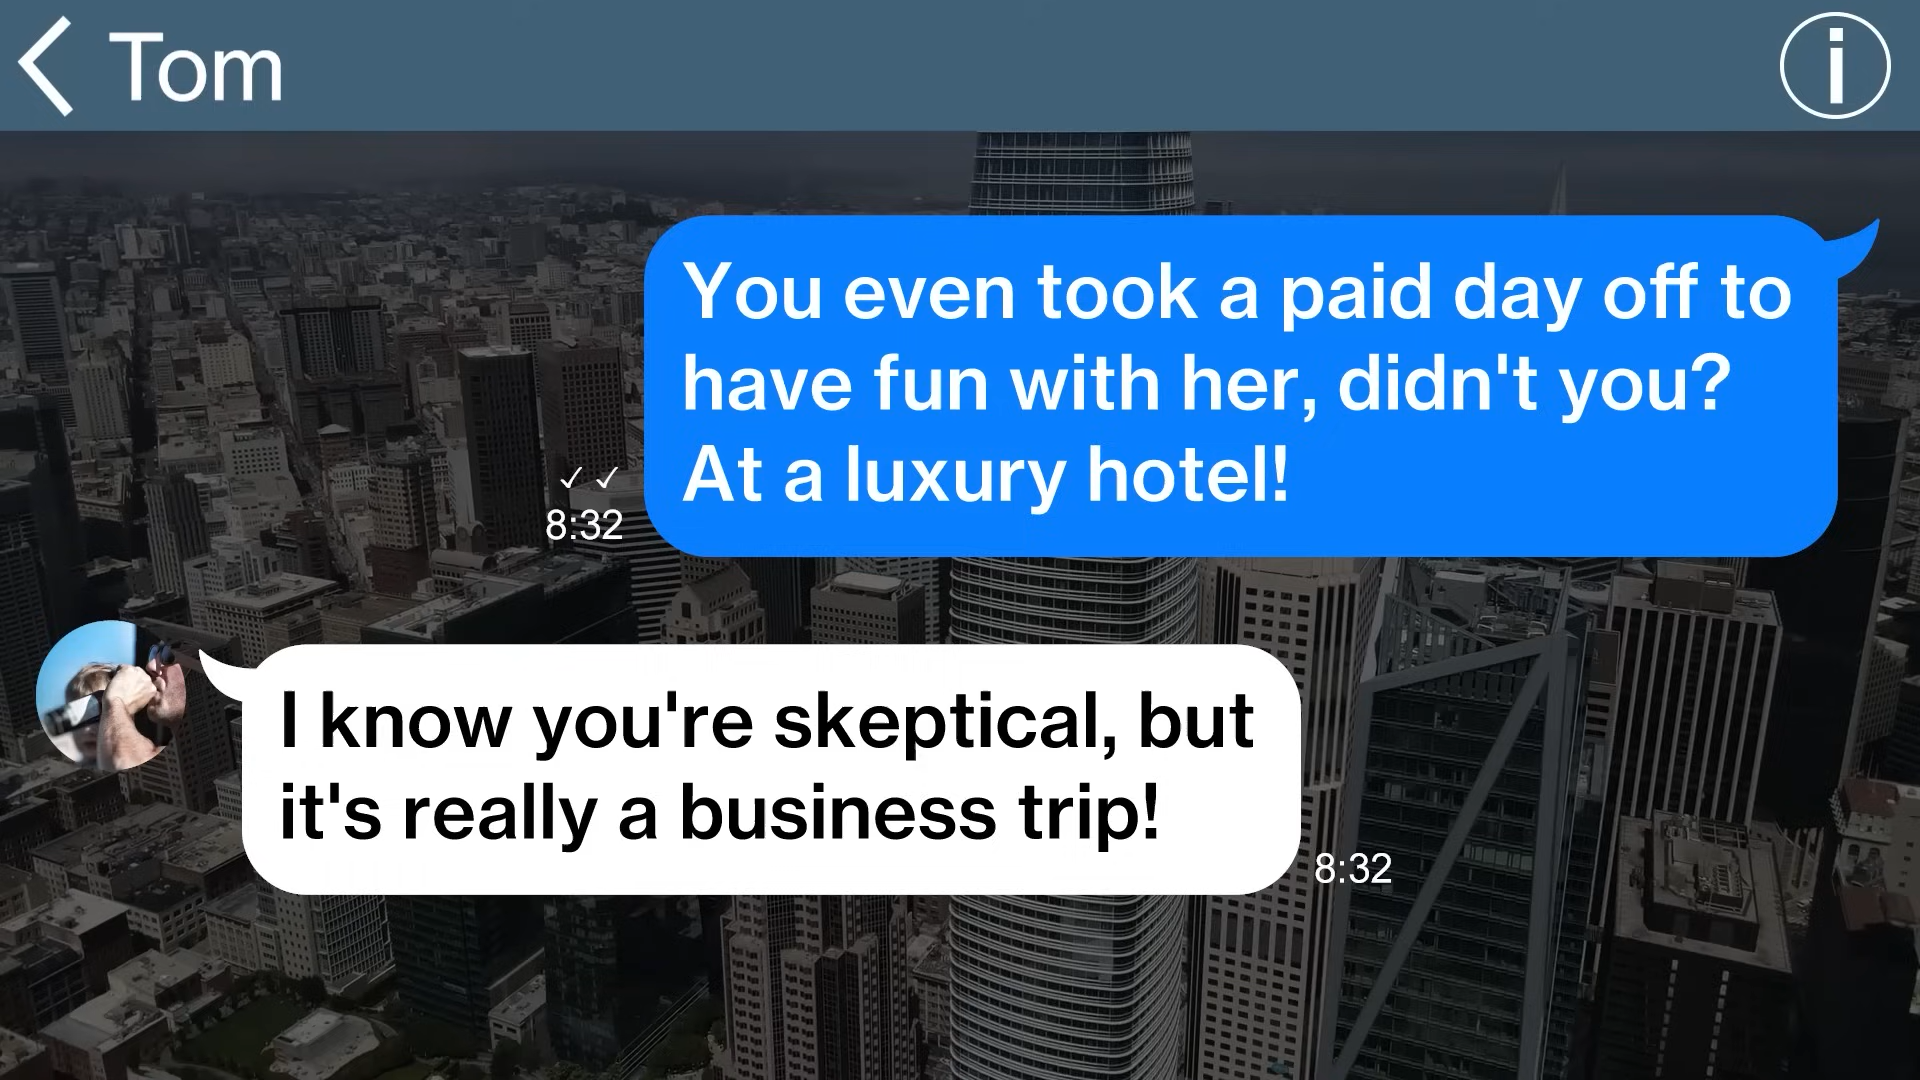 Tom
You even took a paid day off to
have fun with her, didn't you?
At a luxury hotel!
✓ ✓
8:32
I know you're skeptical, but
it's really a business trip!
8:32